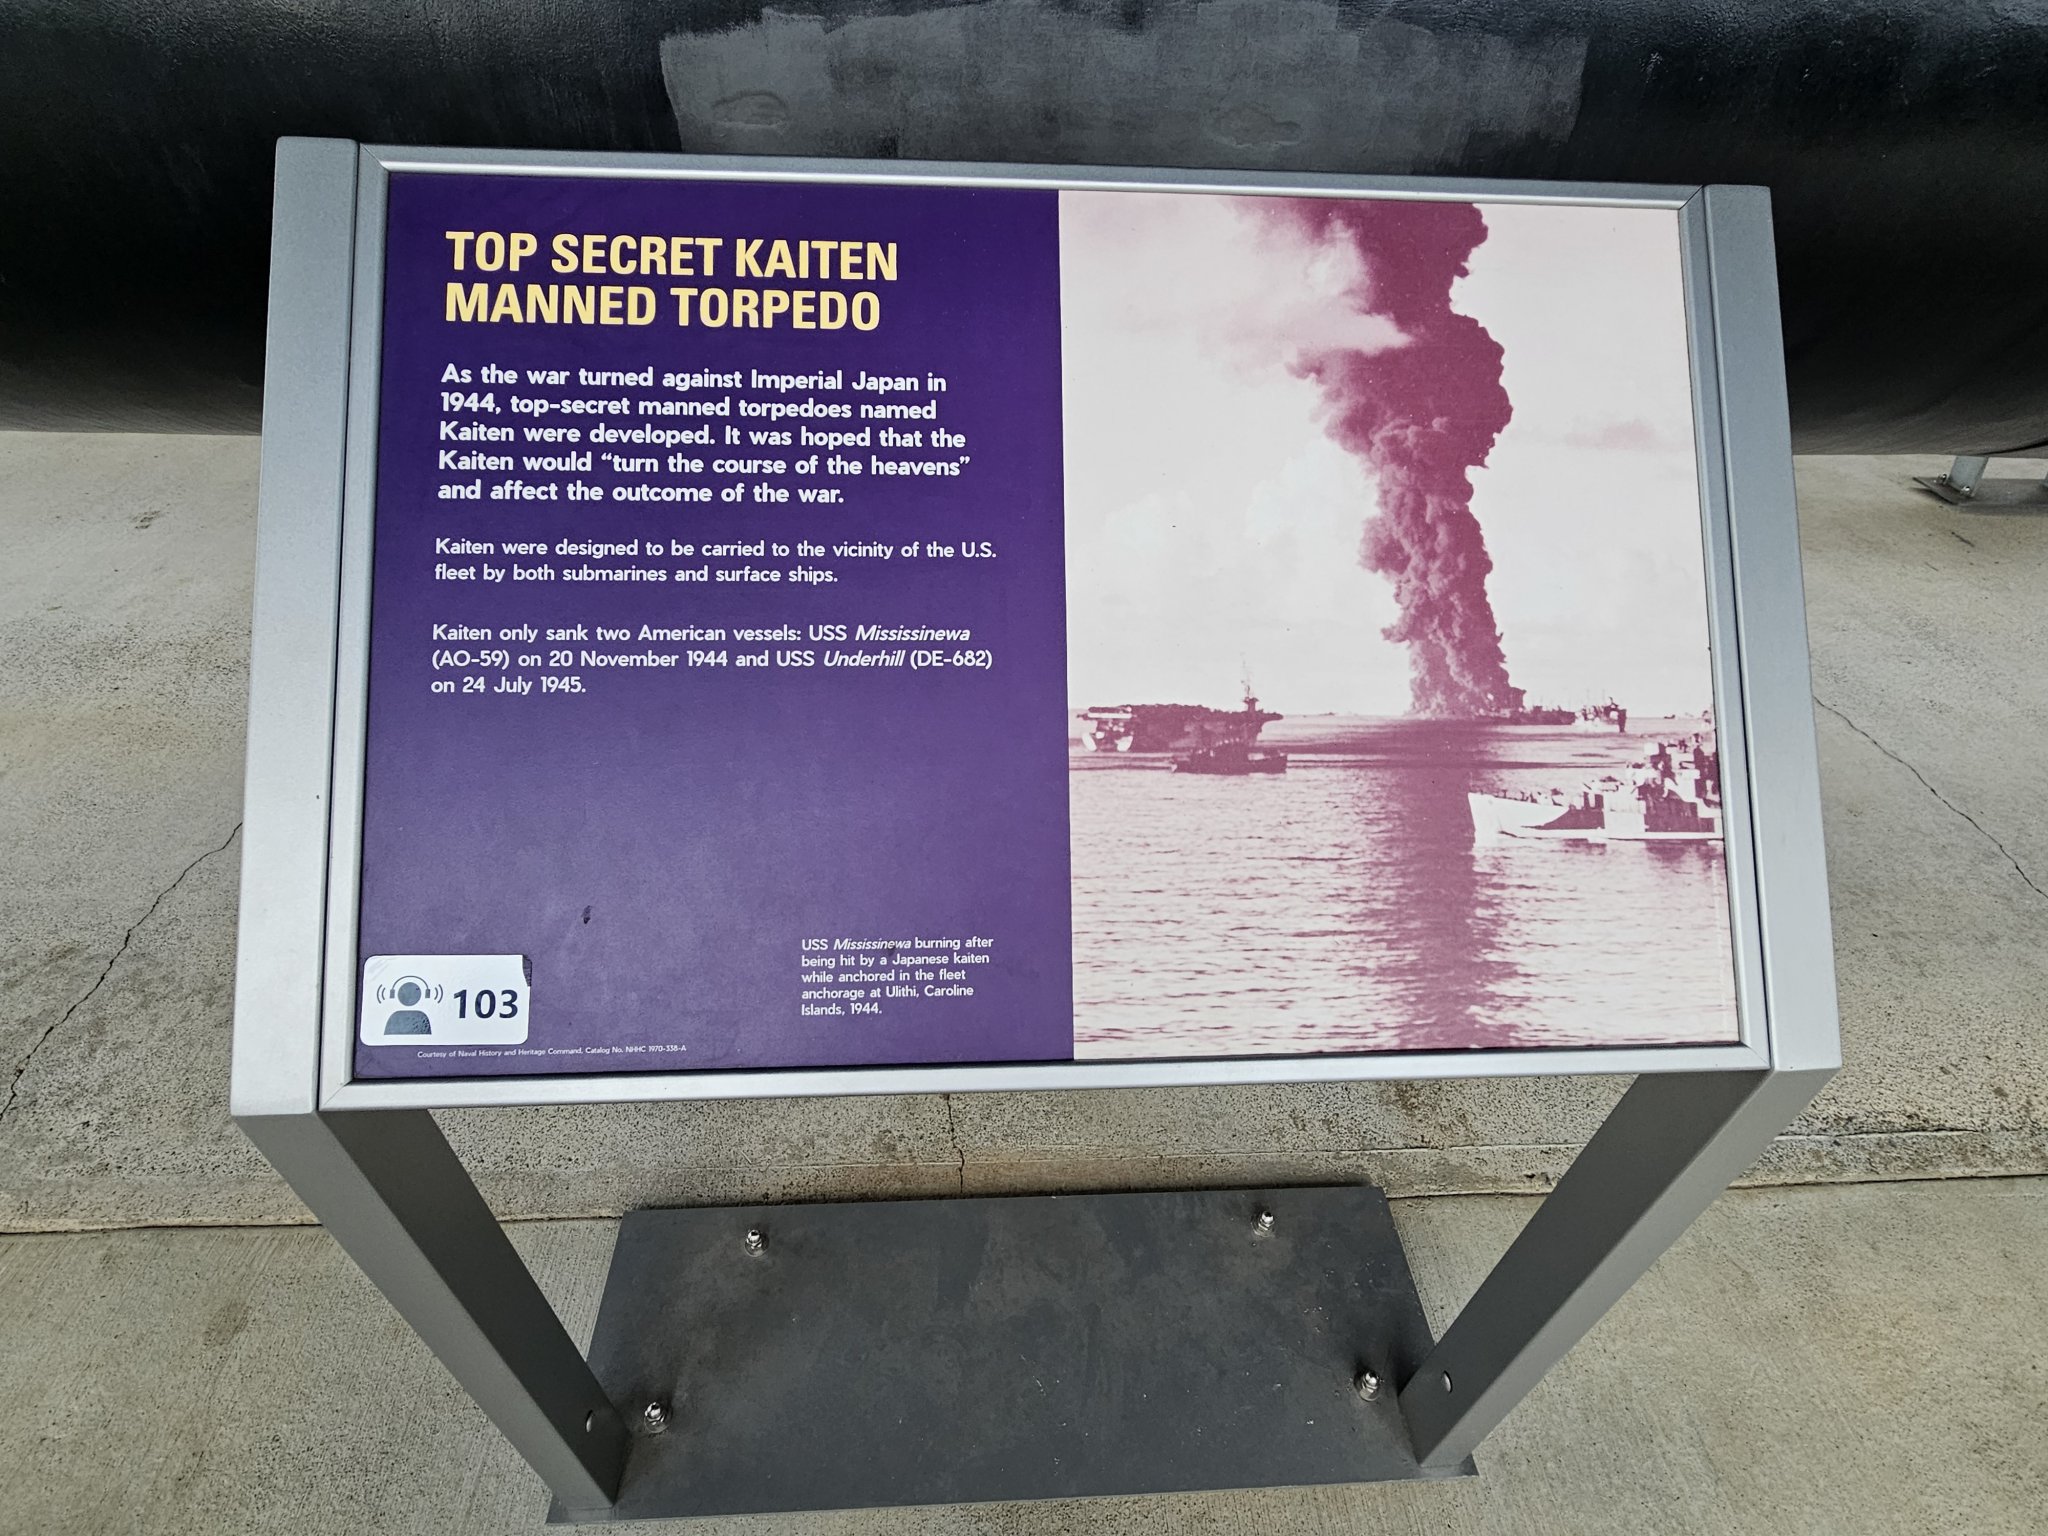 TOP SECRET KAITEN
MANNED TORPEDO
As the war turned against Imperial Japan in
1944, top-secret manned torpedoes named
Kaiten were developed. It was hoped that the
Kaiten would “turn the course of the heavens”
and affect the outcome of the war.
Kaiten were designed to be carried to the vicinity of the U.S.
fleet by both submarines and surface ships.
Kaiten only sank two American vessels: USS Mississinewa
(AO-59) on 20 November 1944 and USS Underhill (DE-682)
on 24 July 1945.
USS Mississinewa burning after
being hit by a Japanese kaiten
while anchored in the fleet
anchorage at Ulithi, Caroline
Islands, 1944.
103
Courtesy of Naval History and Heritage Command, Catalog No. NHHC 1970-338-A